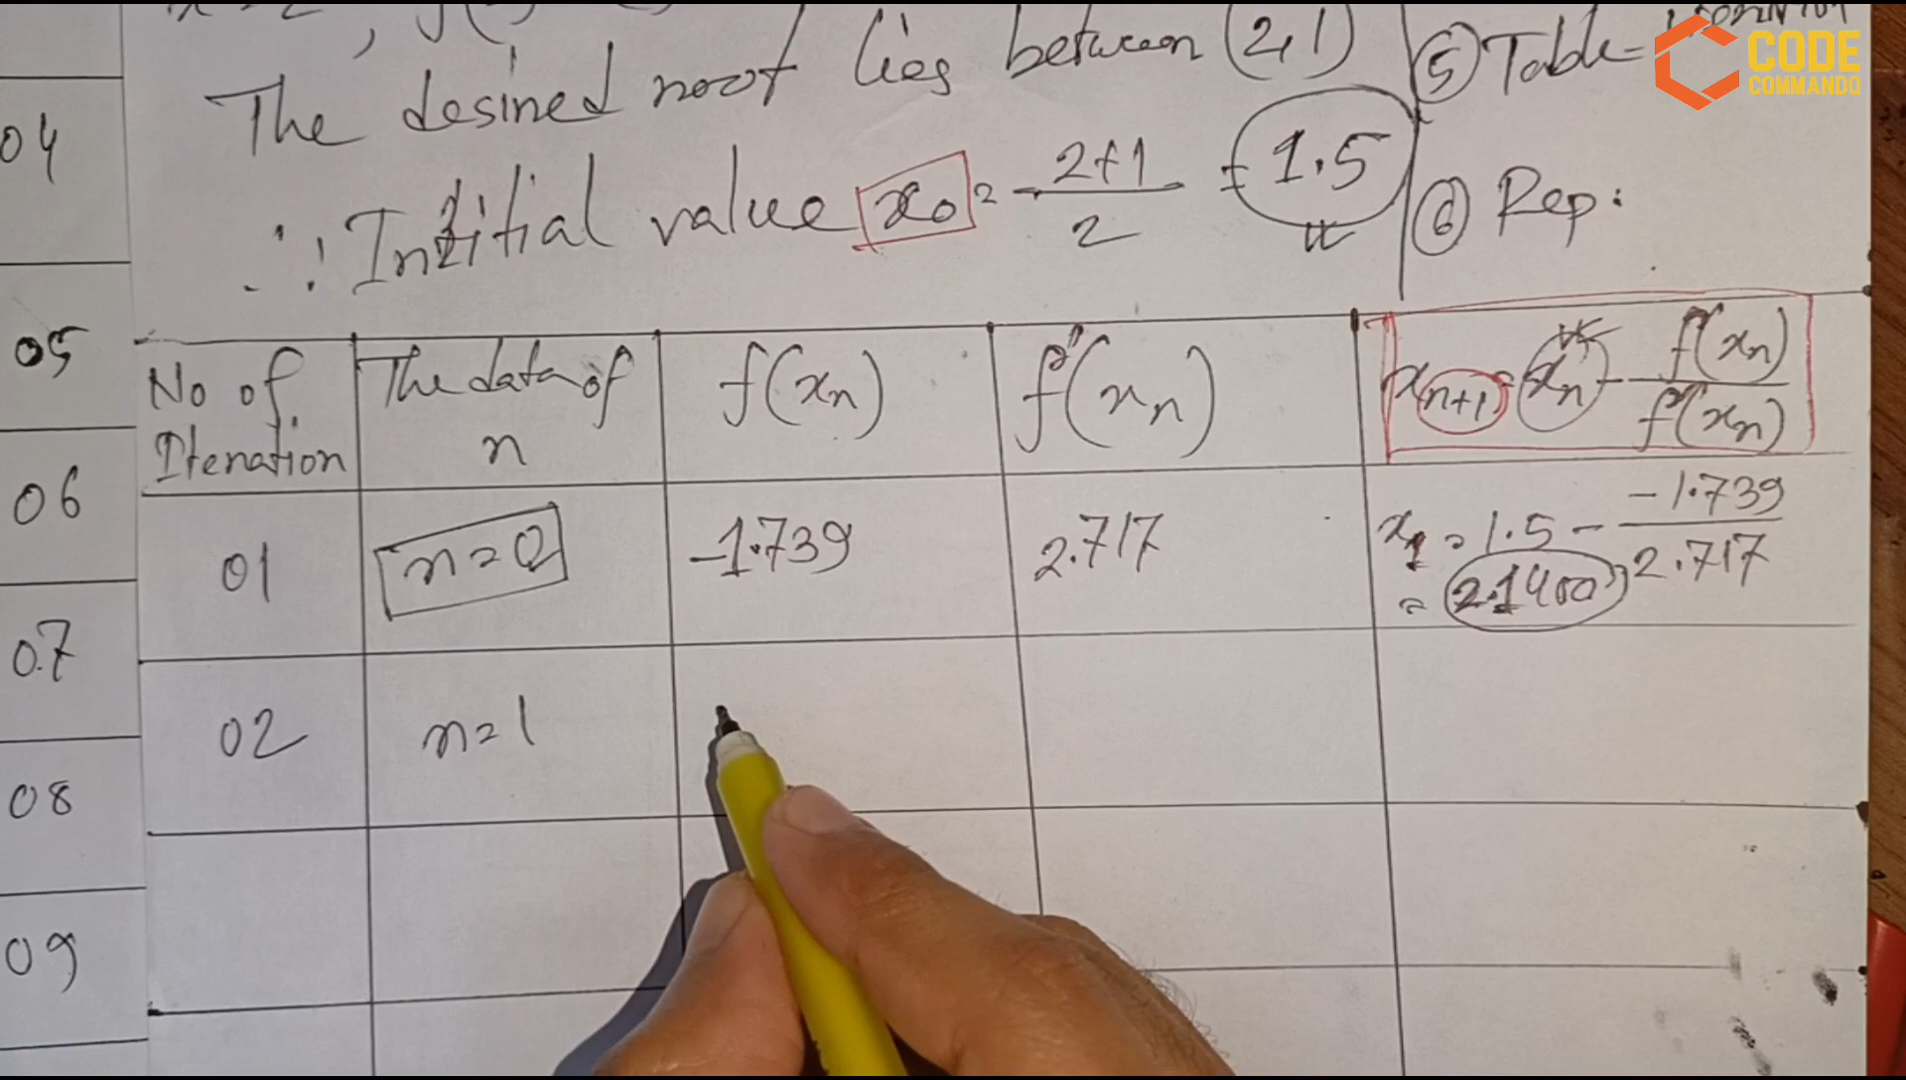 The desired root lies between (2,1)
∴ Initial value x₀ = 2+1 / 2 = 1.5
⑤ Table
⑥ Rep:
CODE
COMMANDO
04
05
06
07
08
09
No of Iteration | The data of n | f(xₙ) | f'(xₙ) | xₙ₊₁ = xₙ - f(xₙ) / f'(xₙ)
01 | n=0 | -1.739 | 2.717 | x₁ = 1.5 - -1.739 / 2.717
= 2.1400
02 | n=1